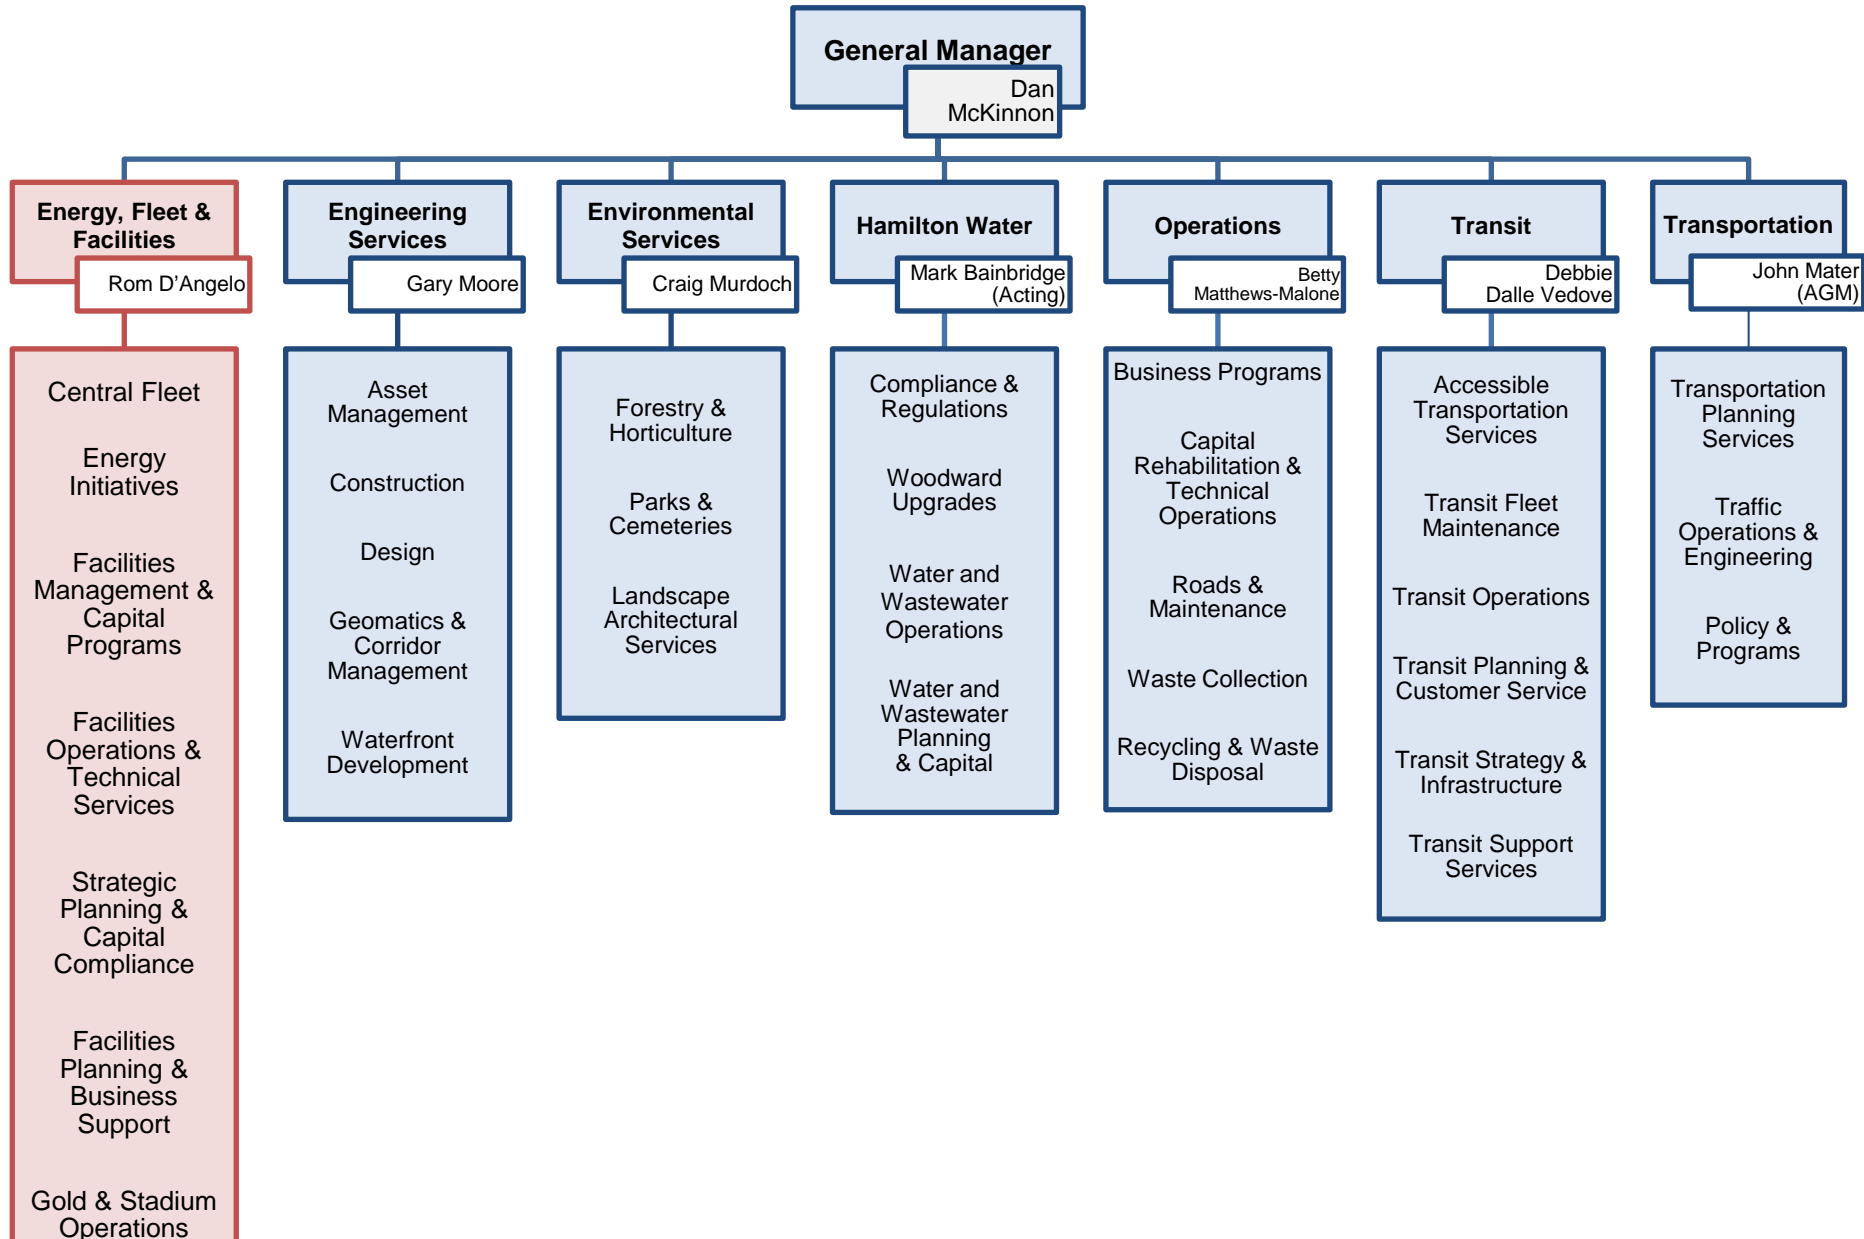 General Manager
Dan
McKinnon
Energy, Fleet &
Facilities
Rom D’Angelo
Central Fleet
Energy
Initiatives
Facilities
Management &
Capital
Programs
Facilities
Operations &
Technical
Services
Strategic
Planning &
Capital
Compliance
Facilities
Planning &
Business
Support
Gold & Stadium
Operations
Engineering
Services
Gary Moore
Asset
Management
Construction
Design
Geomatics &
Corridor
Management
Waterfront
Development
Environmental
Services
Craig Murdoch
Forestry &
Horticulture
Parks &
Cemeteries
Landscape
Architectural
Services
Hamilton Water
Mark Bainbridge
(Acting)
Compliance &
Regulations
Woodward
Upgrades
Water and
Wastewater
Operations
Water and
Wastewater
Planning
& Capital
Operations
Betty
Matthews-Malone
Business Programs
Capital
Rehabilitation &
Technical
Operations
Roads &
Maintenance
Waste Collection
Recycling & Waste
Disposal
Transit
Debbie
Dalle Vedove
Accessible
Transportation
Services
Transit Fleet
Maintenance
Transit Operations
Transit Planning &
Customer Service
Transit Strategy &
Infrastructure
Transit Support
Services
Transportation
John Mater
(AGM)
Transportation
Planning
Services
Traffic
Operations &
Engineering
Policy &
Programs